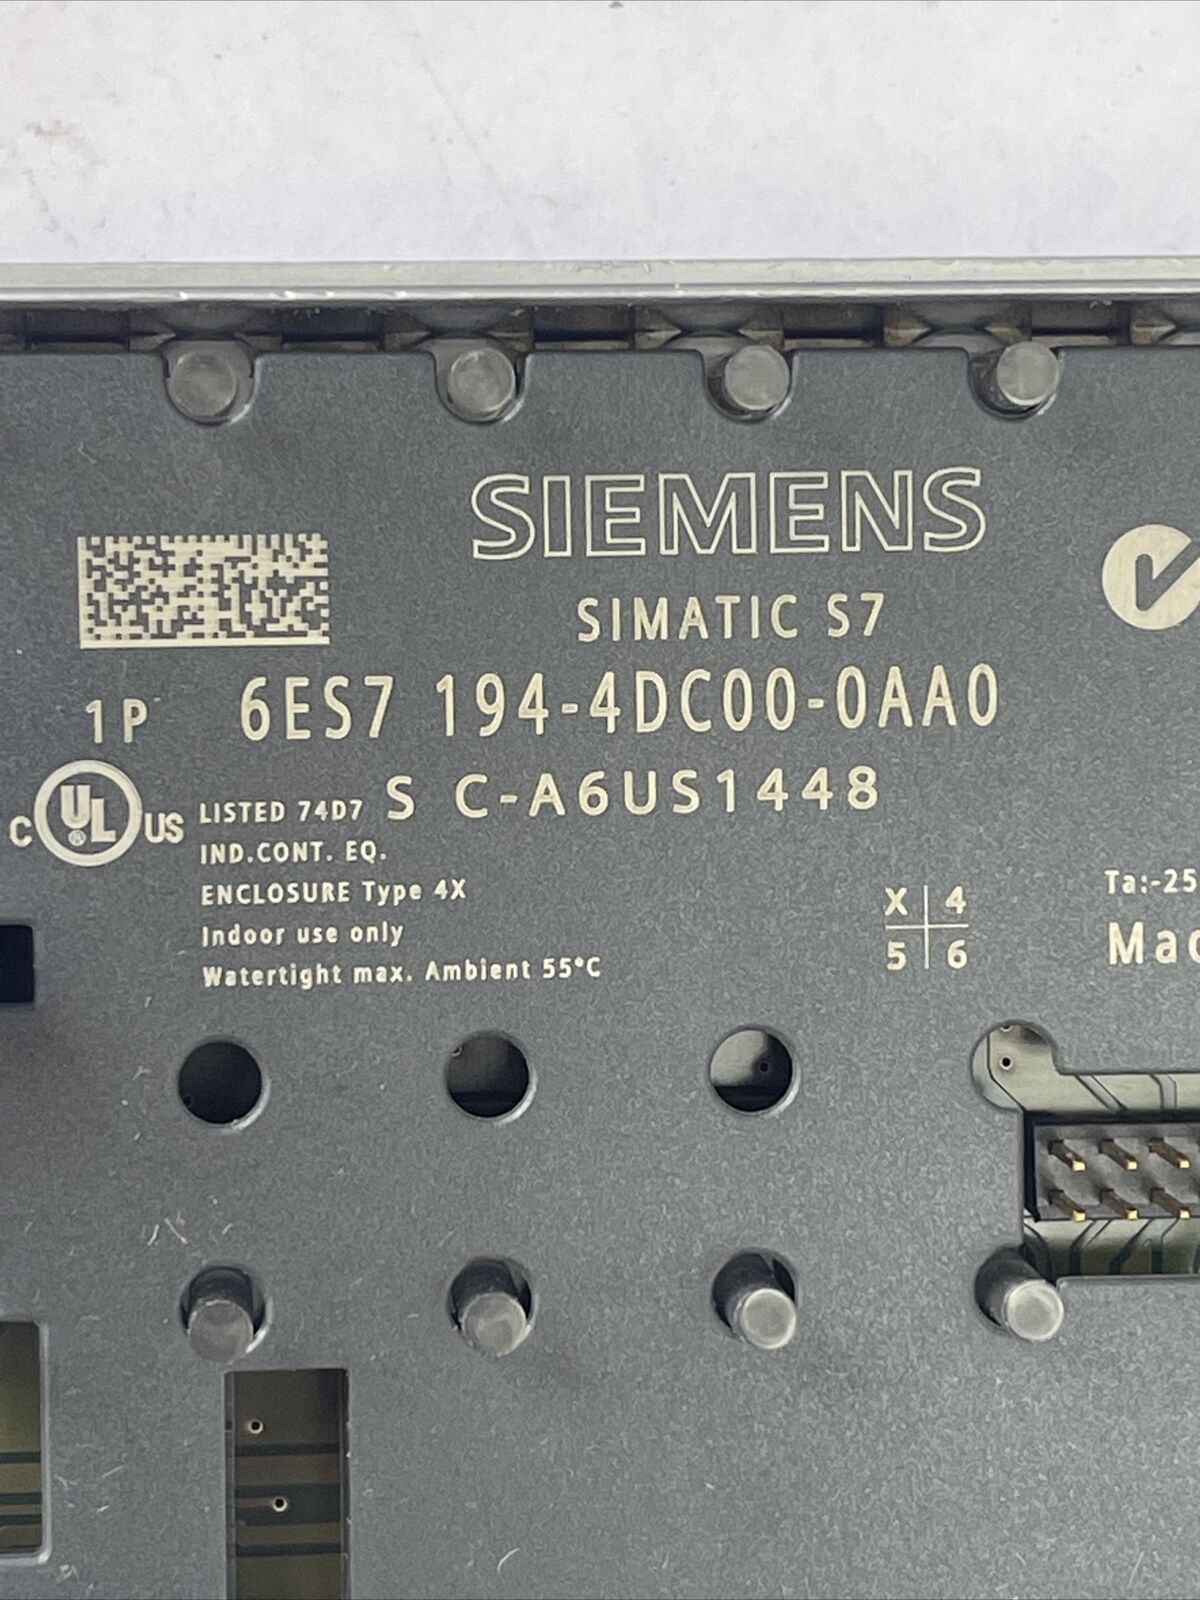 SIEMENS
SIMATIC S7
1P 6ES7 194-4DC00-0AA0
C UL ® US LISTED 74D7 S C-A6US1448
IND.CONT. EQ.
ENCLOSURE Type 4X
Indoor use only
Watertight max. Ambient 55°C
X 4
5 6
Ta:-25